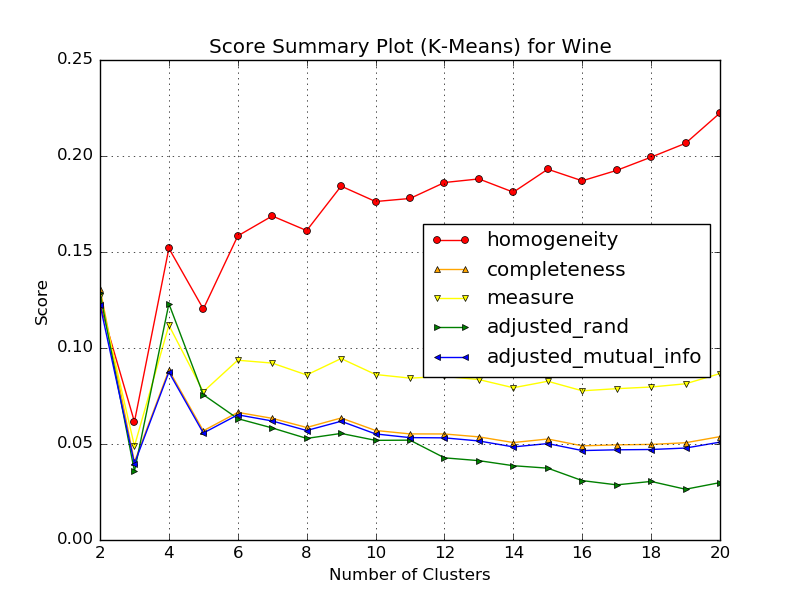 Score Summary Plot (K-Means) for Wine
0.25
0.20
0.15
0.10
0.05
0.00
Score
homogeneity
completeness
measure
adjusted_rand
adjusted_mutual_info
2 4 6 8 10 12 14 16 18 20
Number of Clusters